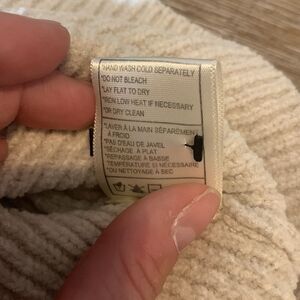 *HAND WASH COLD SEPARATELY
*DO NOT BLEACH
*LAY FLAT TO DRY
*IRON LOW HEAT IF NECESSARY
*OR DRY CLEAN
*LAVER À LA MAIN SÉPARÉMEN
À FROID
*PAS D'EAU DE JAVEL
*SÉCHAGE À PLAT
*REPASSAGE À BASSE
TEMPÉRATURE SI NÉCESSAIRE
*OU NETTOYAGE À SEC